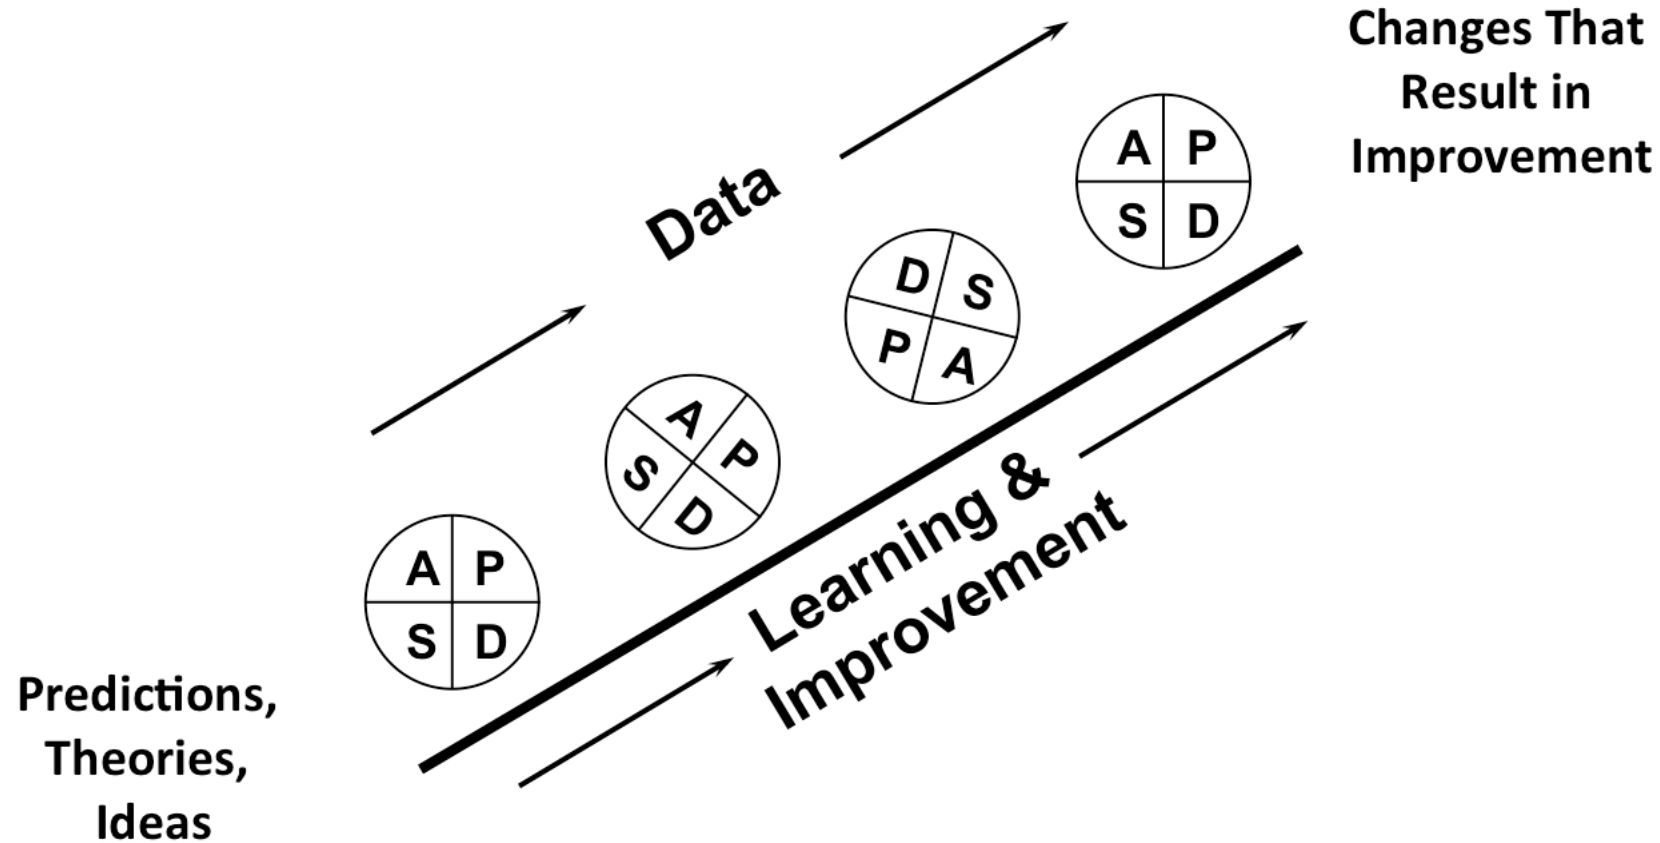 Changes That
Result in
Improvement
Data
A P
S D
D S
P A
A P
S D
A P
S D
Learning &
Improvement
Predictions,
Theories,
Ideas